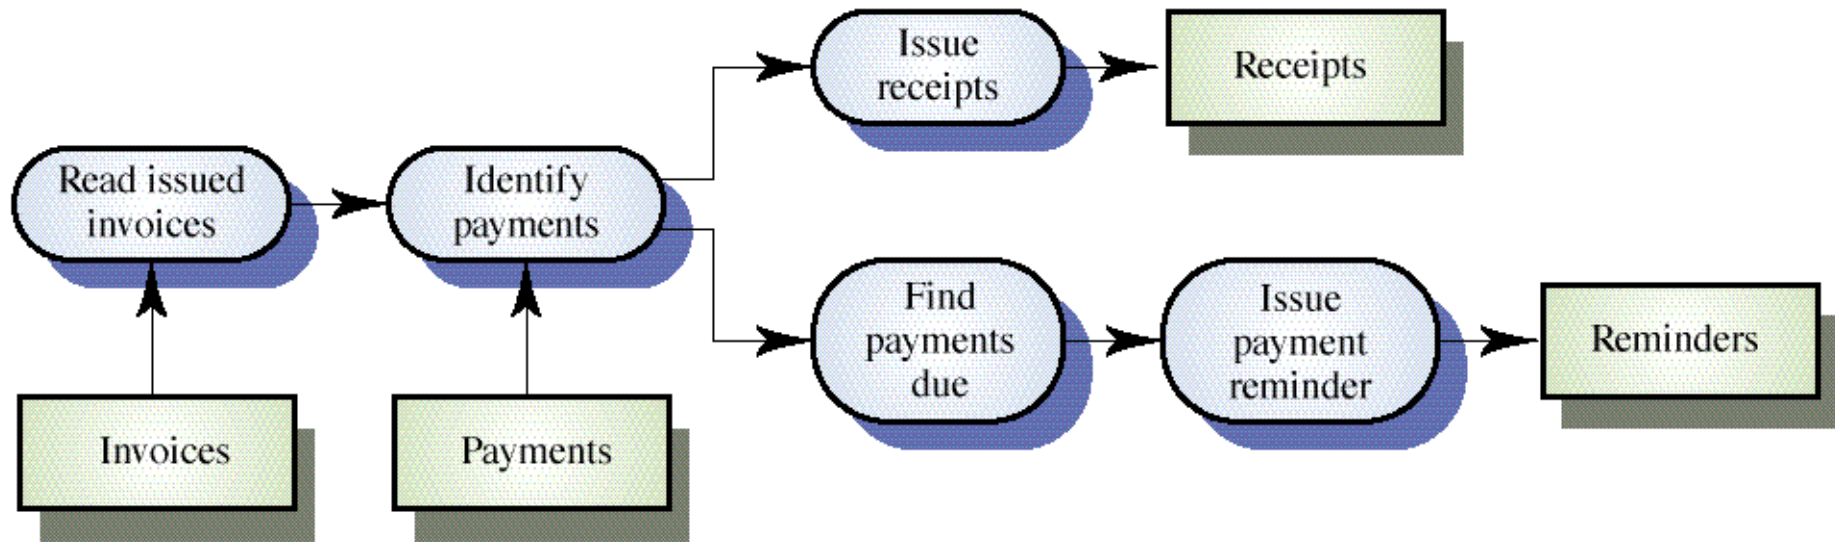 Issue
receipts
Receipts
Read issued
invoices
Identify
payments
Find
payments
due
Issue
payment
reminder
Reminders
Invoices
Payments